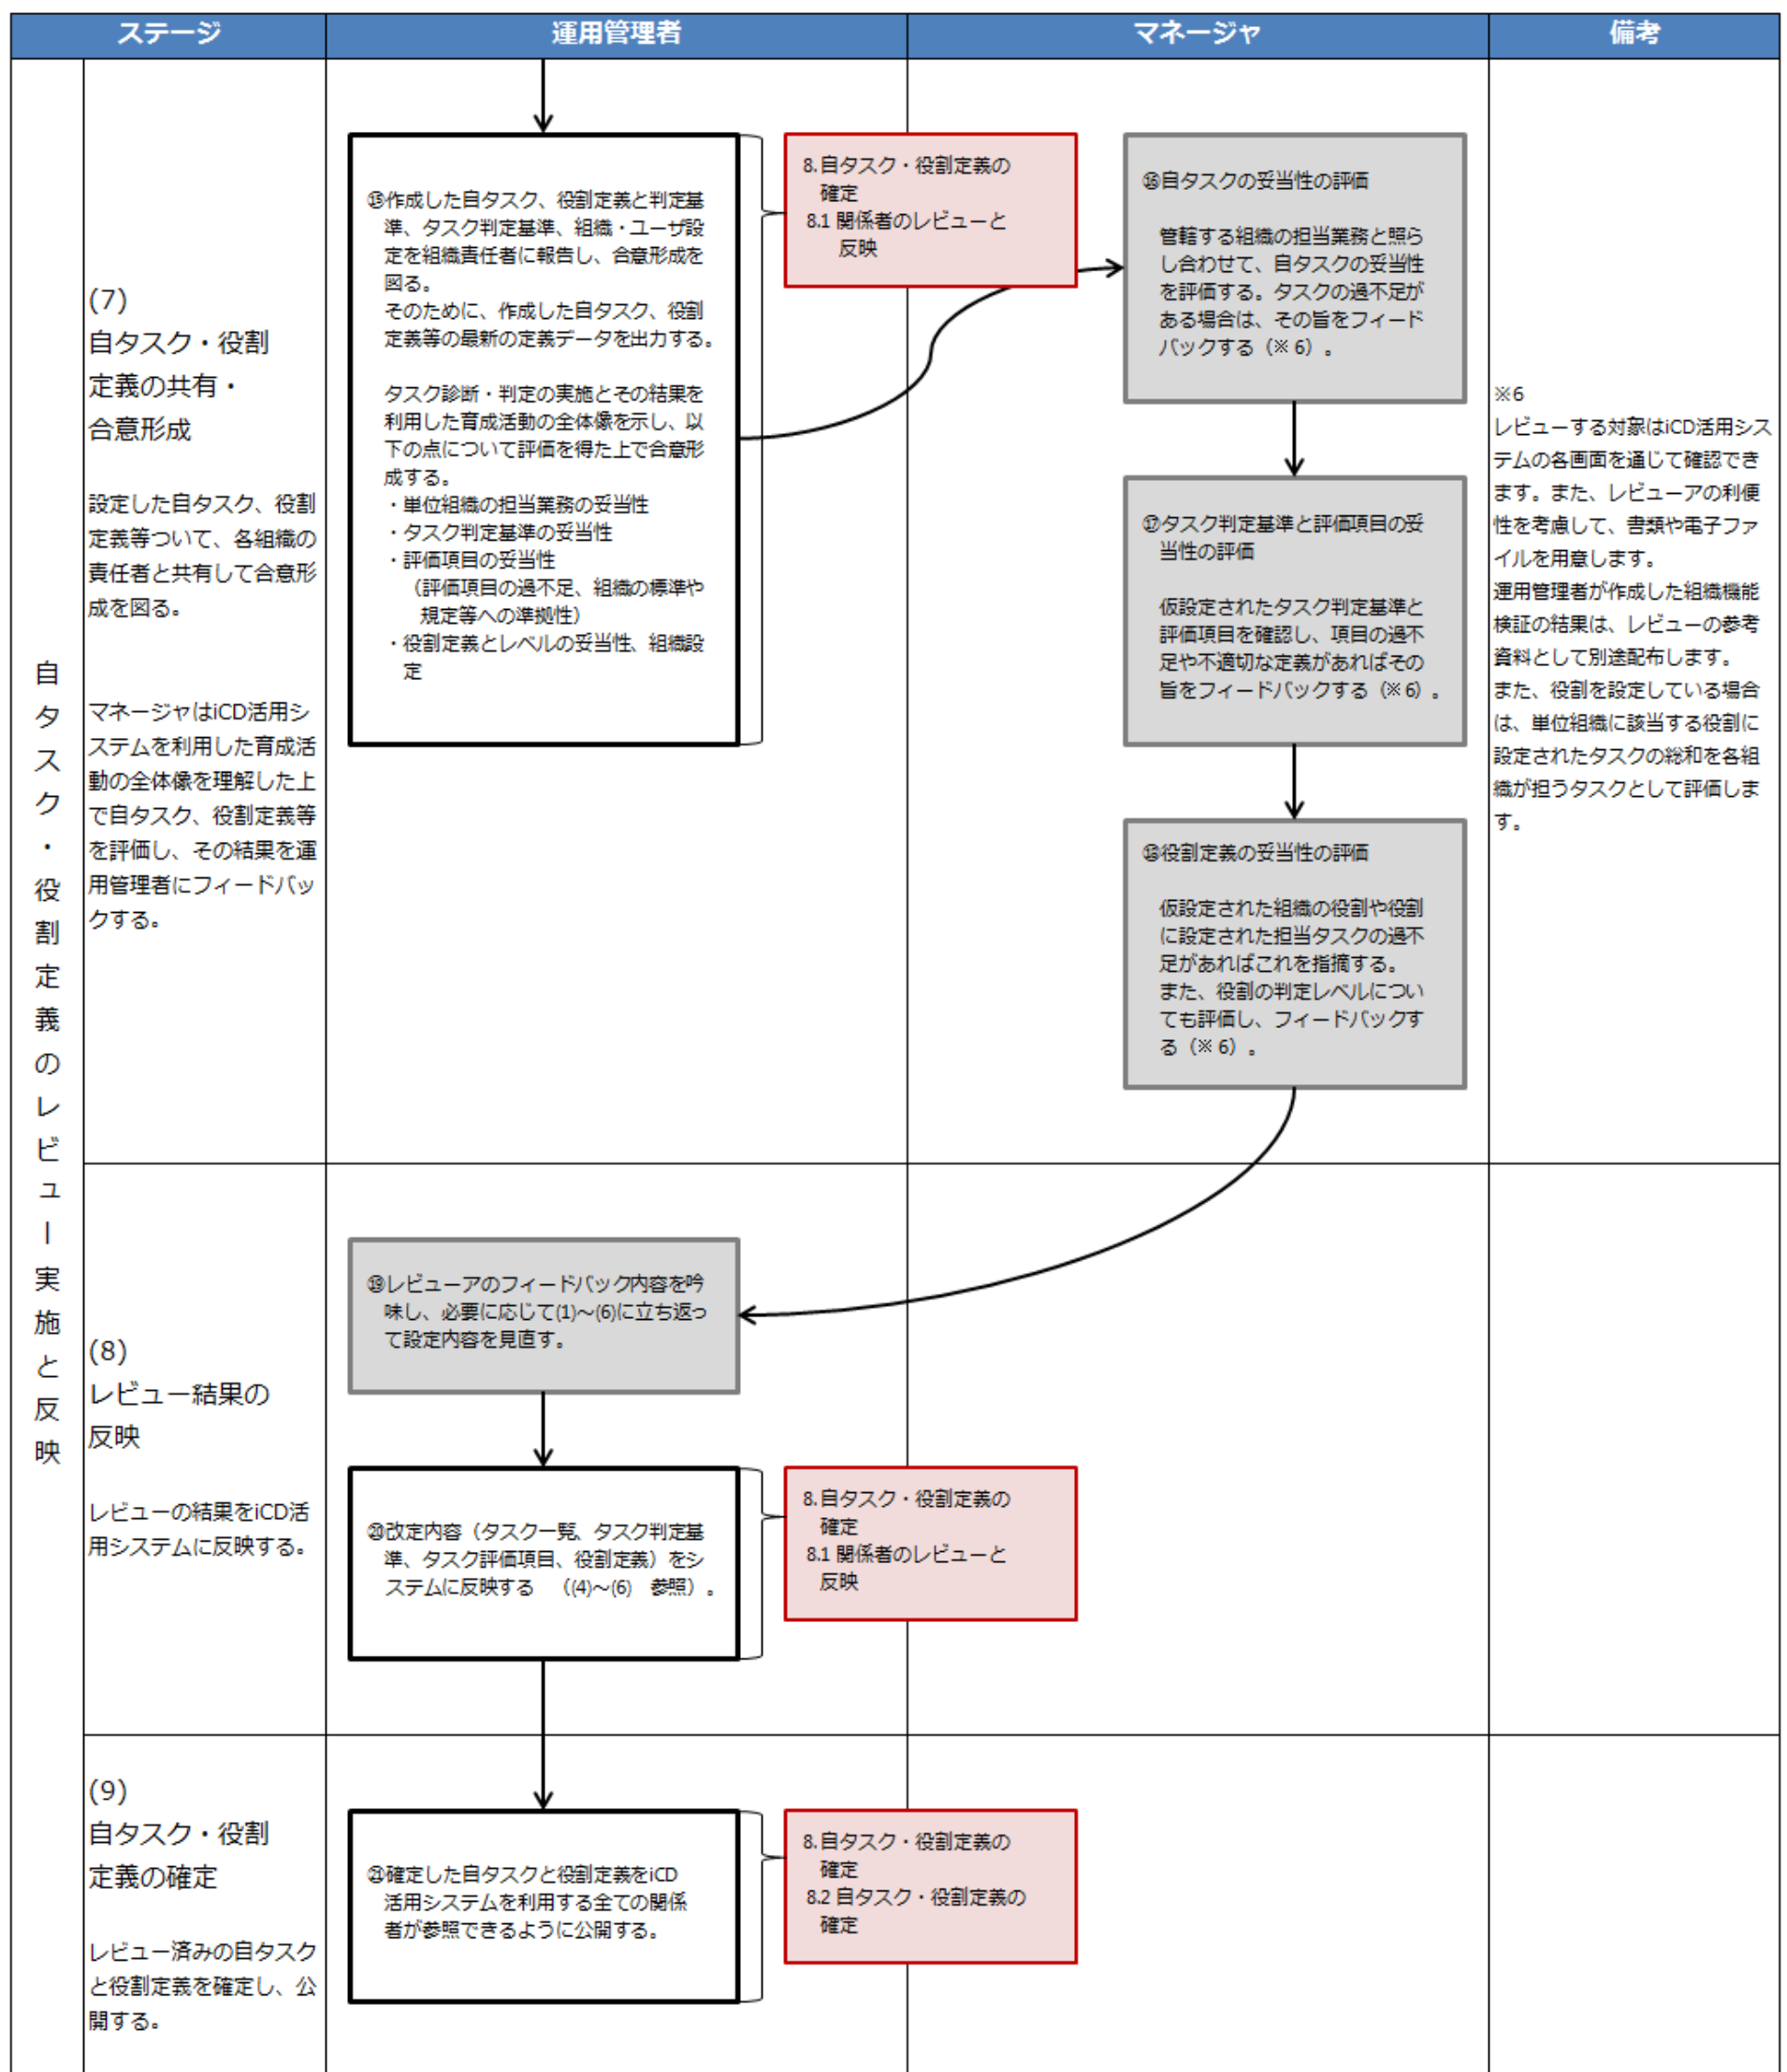 ステージ
運用管理者
マネージャ
備考
自タスク・役割定義のレビュー実施と反映
(7)
自タスク・役割
定義の共有・
合意形成
設定した自タスク、役割
定義等ついて、各組織の
責任者と共有して合意形
成を図る。
マネージャはiCD活用シ
ステムを利用した育成活
動の全体像を理解した上
で自タスク、役割定義等
を評価し、その結果を運
用管理者にフィードバッ
クする。
⑮作成した自タスク、役割定義と判定基
準、タスク判定基準、組織・ユーザ設
定を組織責任者に報告し、合意形成を
図る。
そのために、作成した自タスク、役割
定義等の最新の定義データを出力する。
タスク診断・判定の実施とその結果を
利用した育成活動の全体像を示し、以
下の点について評価を得た上で合意形
成する。
・単位組織の担当業務の妥当性
・タスク判定基準の妥当性
・評価項目の妥当性
（評価項目の過不足、組織の標準や
規定等への準拠性）
・役割定義とレベルの妥当性、組織設
定
8.自タスク・役割定義の
確定
8.1 関係者のレビューと
反映
⑯自タスクの妥当性の評価
管轄する組織の担当業務と照ら
し合わせて、自タスクの妥当性
を評価する。タスクの過不足が
ある場合は、その旨をフィード
バックする（※6）。
⑰タスク判定基準と評価項目の妥
当性の評価
仮設定されたタスク判定基準と
評価項目を確認し、項目の過不
足や不適切な定義があればその
旨をフィードバックする（※6）。
⑱役割定義の妥当性の評価
仮設定された組織の役割や役割
に設定された担当タスクの過不
足があればこれを指摘する。
また、役割の判定レベルについ
ても評価し、フィードバックす
る（※6）。
※6
レビューする対象はiCD活用シス
テムの各画面を通じて確認でき
ます。また、レビューアの利便
性を考慮して、書類や電子ファ
イルを用意します。
運用管理者が作成した組織機能
検証の結果は、レビューの参考
資料として別途配布します。
また、役割を設定している場合
は、単位組織に該当する役割に
設定されたタスクの総和を各組
織が担うタスクとして評価しま
す。
(8)
レビュー結果の
反映
レビューの結果をiCD活
用システムに反映する。
⑲レビューアのフィードバック内容を吟
味し、必要に応じて(1)～(6)に立ち返っ
て設定内容を見直す。
⑳改定内容（タスク一覧、タスク判定基
準、タスク評価項目、役割定義）をシ
ステムに反映する　（(4)～(6)　参照）。
8.自タスク・役割定義の
確定
8.1 関係者のレビューと
反映
(9)
自タスク・役割
定義の確定
レビュー済みの自タスク
と役割定義を確定し、公
開する。
㉑確定した自タスクと役割定義をiCD
活用システムを利用する全ての関係
者が参照できるように公開する。
8.自タスク・役割定義の
確定
8.2 自タスク・役割定義の
確定